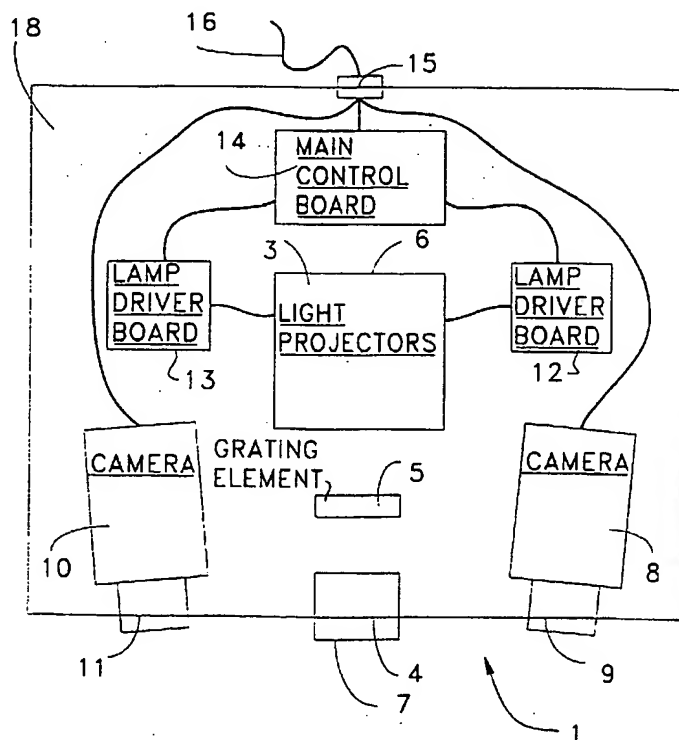 16
18
15
14
MAIN
CONTROL
BOARD
3
6
LAMP
DRIVER
BOARD
LIGHT
PROJECTORS
LAMP
DRIVER
BOARD
13
12
CAMERA
GRATING
ELEMENT
5
CAMERA
10
8
11
4
7
9
1